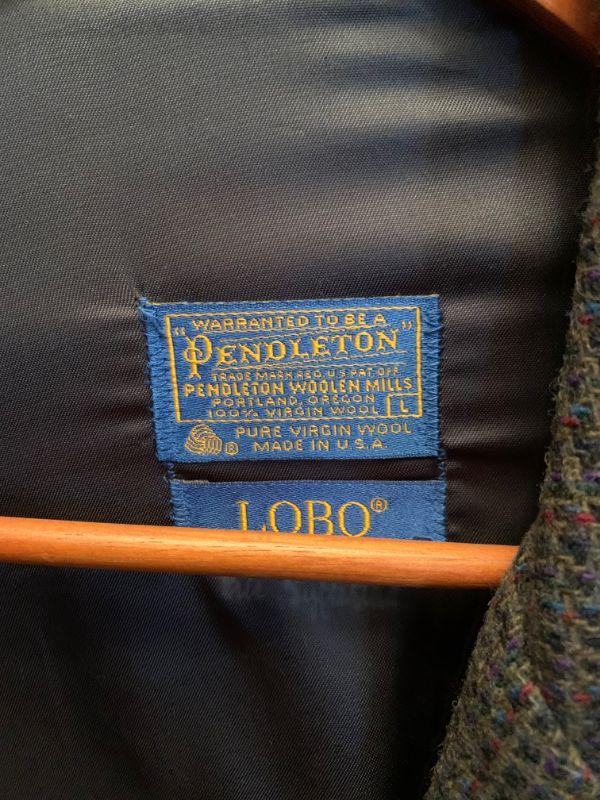 WARRANTED TO BE A
"PENDLETON"
TRADE MARK REG. U.S. PAT. OFF.
PENDLETON WOOLEN MILLS
PORTLAND, OREGON
100% VIRGIN WOOL L
® PURE VIRGIN WOOL
MADE IN U.S.A.
LOBO®